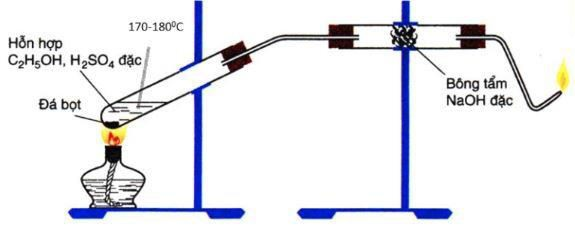 170-180⁰C
Hỗn hợp
C₂H₅OH, H₂SO₄ đặc
Đá bọt
Bông tẩm
NaOH đặc